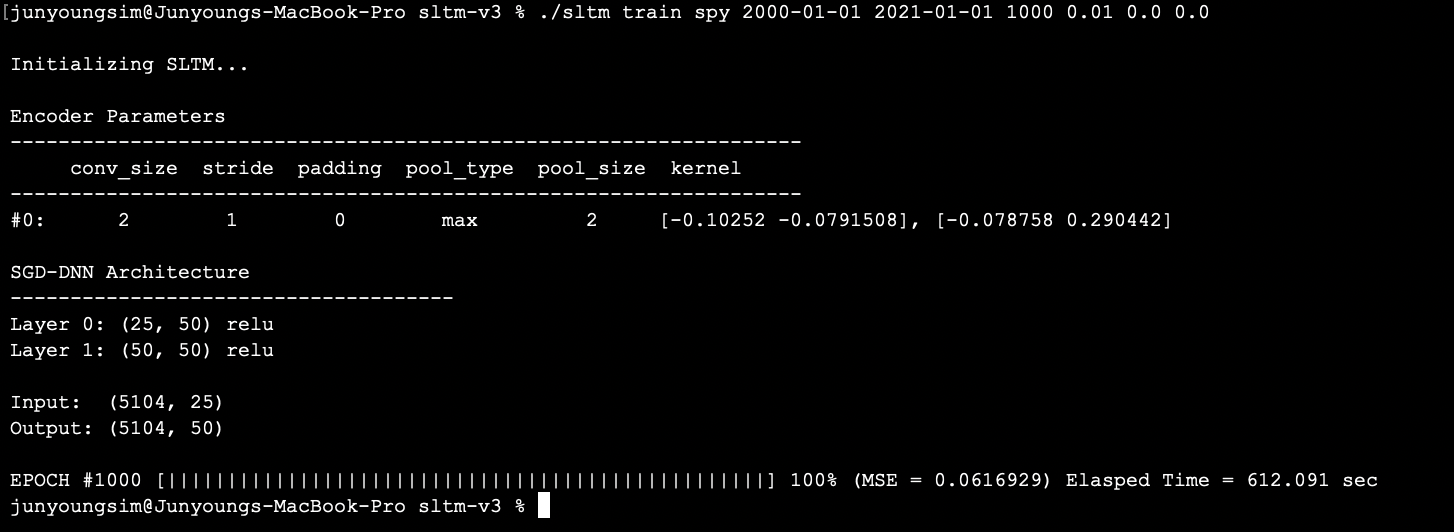 [junyoungsim@Junyoungs-MacBook-Pro sltm-v3 % ./sltm train spy 2000-01-01 2021-01-01 1000 0.01 0.0 0.0
Initializing SLTM...
Encoder Parameters
------------------------------------------------------------------
conv_size stride padding pool_type pool_size kernel
------------------------------------------------------------------
#0: 2 1 0 max 2 [-0.10252 -0.0791508], [-0.078758 0.290442]
SGD-DNN Architecture
-------------------------------------
Layer 0: (25, 50) relu
Layer 1: (50, 50) relu
Input: (5104, 25)
Output: (5104, 50)
EPOCH #1000 [||||||||||||||||||||||||||||||||||||||||||||||||||] 100% (MSE = 0.0616929) Elasped Time = 612.091 sec
junyoungsim@Junyoungs-MacBook-Pro sltm-v3 %